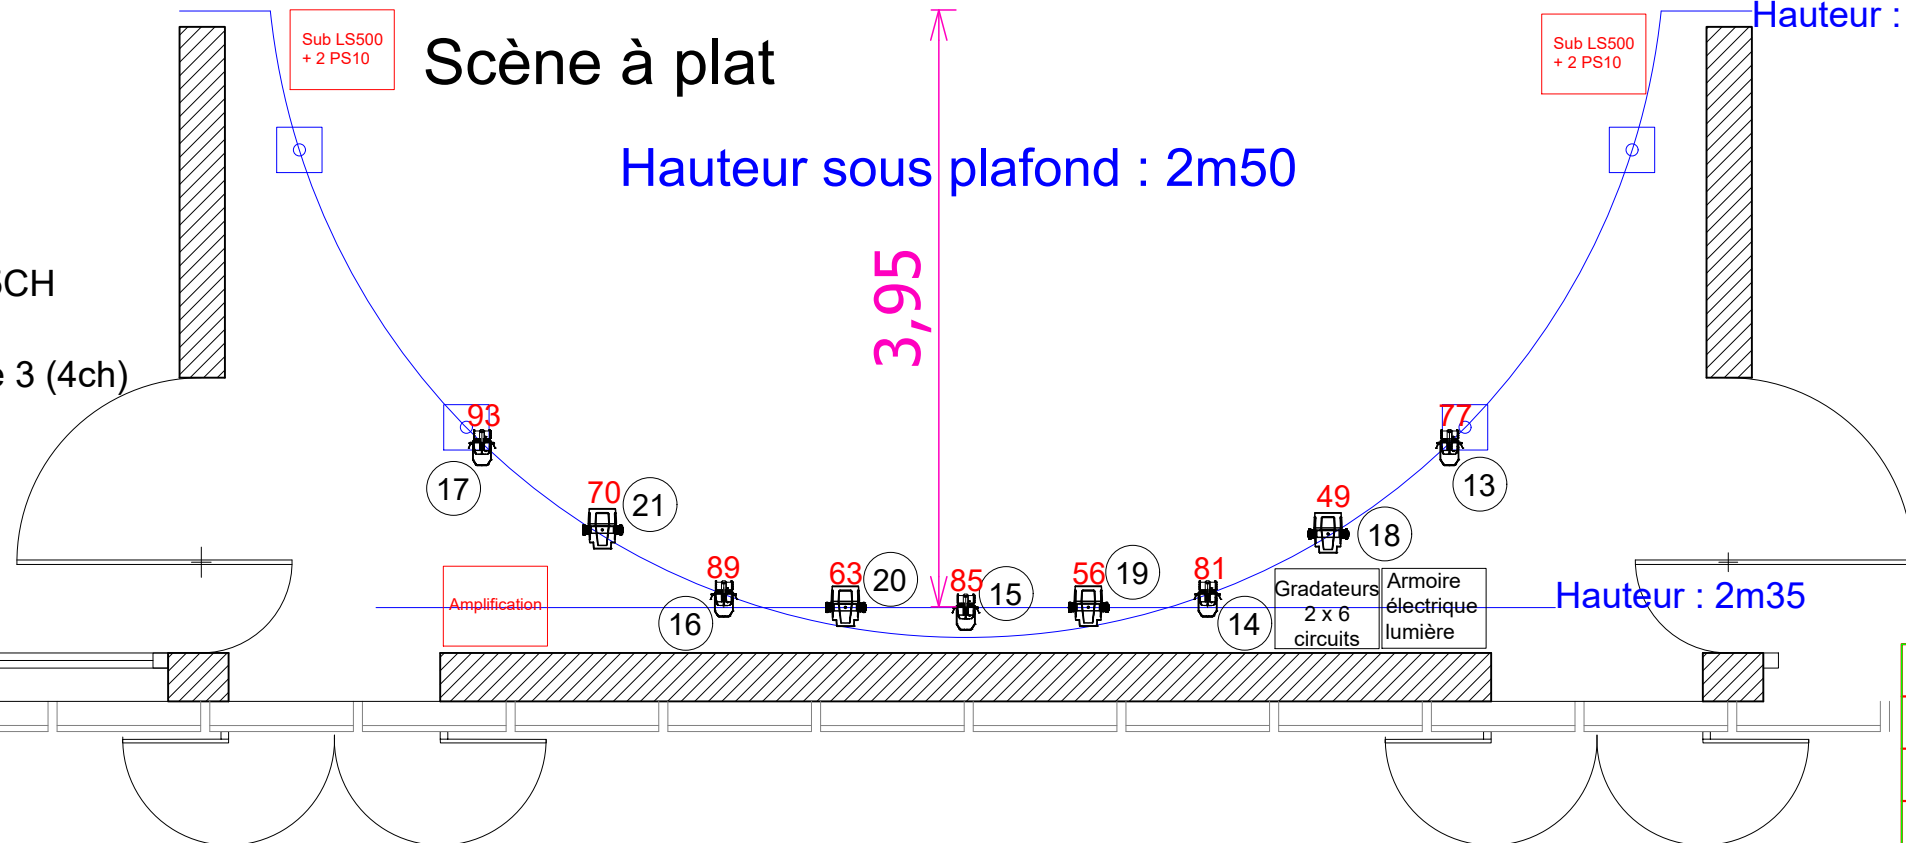 Hauteur :
Sub LS500
+ 2 PS10
Scène à plat
Sub LS500
+ 2 PS10
Hauteur sous plafond : 2m50
3,95
5CH
e 3 (4ch)
93
77
17
13
70
21
49
18
89
63
20
85
15
56
19
81
16
14
Amplification
Gradateurs
2 x 6
circuits
Armoire
électrique
lumière
Hauteur : 2m35